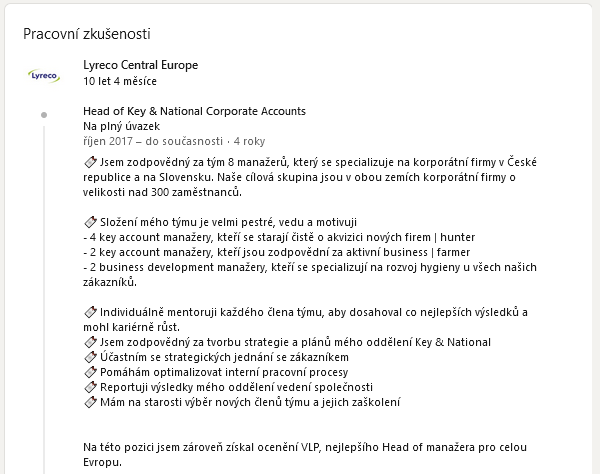 Pracovní zkušenosti
Lyreco
Lyreco Central Europe
10 let 4 měsíce
Head of Key & National Corporate Accounts
Na plný úvazek
říjen 2017 – do současnosti · 4 roky
Jsem zodpovědný za tým 8 manažerů, který se specializuje na korporátní firmy v České
republice a na Slovensku. Naše cílová skupina jsou v obou zemích korporátní firmy o
velikosti nad 300 zaměstnanců.
Složení mého týmu je velmi pestré, vedu a motivuji
- 4 key account manažery, kteří se starají čistě o akvizici nových firem | hunter
- 2 key account manažery, kteří jsou zodpovědní za aktivní business | farmer
- 2 business development manažery, kteří se specializují na rozvoj hygieny u všech našich
zákazníků.
Individuálně mentoruji každého člena týmu, aby dosahoval co nejlepších výsledků a
mohl kariérně růst.
Jsem zodpovědný za tvorbu strategie a plánů mého oddělení Key & National
Účastním se strategických jednání se zákazníkem
Pomáhám optimalizovat interní pracovní procesy
Reportuji výsledky mého oddělení vedení společnosti
Mám na starosti výběr nových členů týmu a jejich zaškolení
Na této pozici jsem zároveň získal ocenění VLP, nejlepšího Head of manažera pro celou
Evropu.